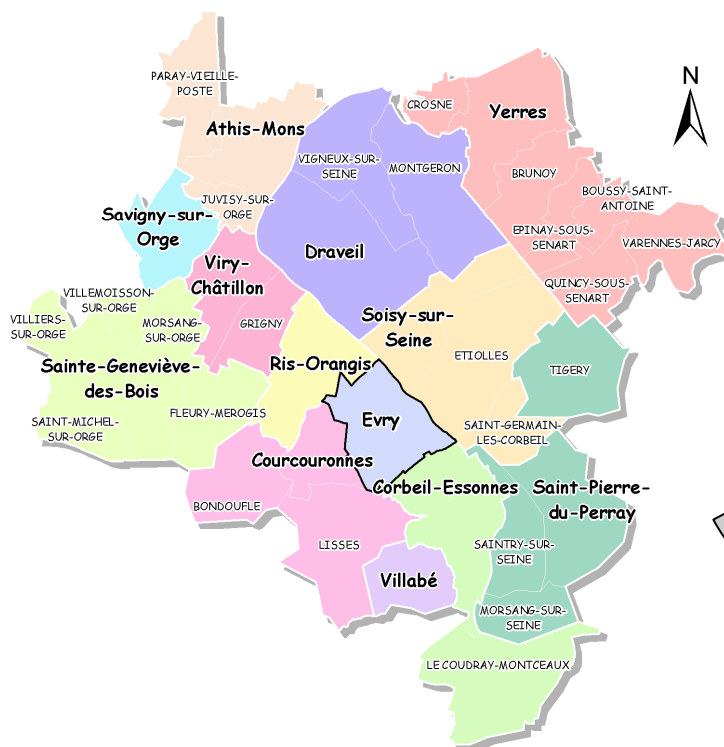 PARAY-VIEILLE-
POSTE
N
CROSNE
Yerres
Athis-Mons
VIGNEUX-SUR-
SEINE
MONTGERON
BRUNOY
BOUSSY-SAINT-
ANTOINE
JUVISY-SUR-
ORGE
Savigny-sur-
Orge
EPINAY-SOUS-
SENART
VARENNES-JARCY
Draveil
Viry-
Châtillon
QUINCY-SOUS-
SENART
VILLEMOISSON-
SUR-ORGE
VILLIERS-
SUR-ORGE
MORSANG-
SUR-ORGE
GRIGNY
Soisy-sur-
Seine
ETIOLLES
TIGERY
Sainte-Geneviève-
des-Bois
Ris-Orangis
FLEURY-MEROGIS
Evry
SAINT-MICHEL-
SUR-ORGE
SAINT-GERMAIN-
LES-CORBEIL
Courcouronnes
Corbeil-Essonnes
Saint-Pierre-
du-Perray
BONDOUFLE
LISSES
SAINTRY-SUR-
SEINE
Villabé
MORSANG-SUR-
SEINE
LE COUDRAY-MONTCEAUX